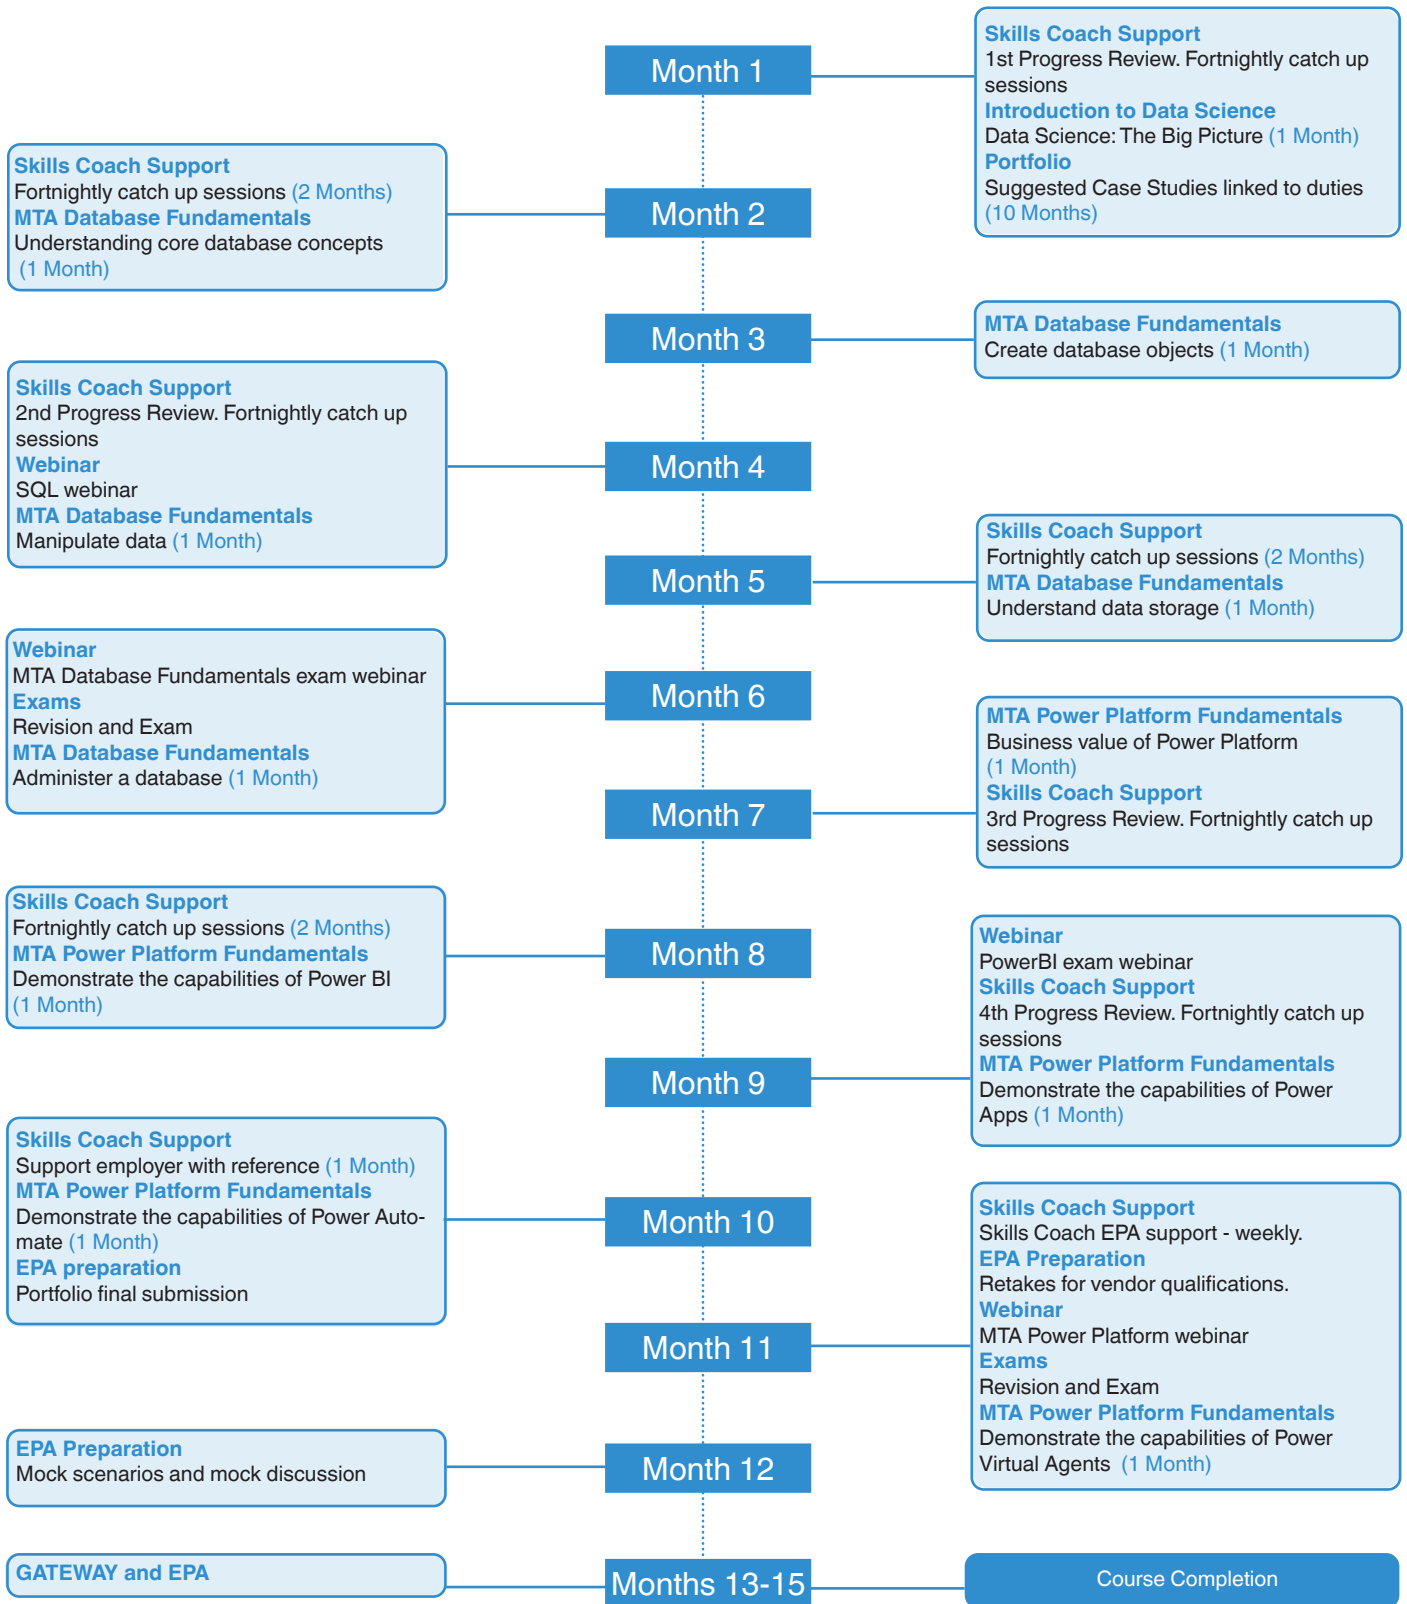 Month 1
Skills Coach Support
1st Progress Review. Fortnightly catch up
sessions
Introduction to Data Science
Data Science: The Big Picture (1 Month)
Portfolio
Suggested Case Studies linked to duties
(10 Months)
Skills Coach Support
Fortnightly catch up sessions (2 Months)
MTA Database Fundamentals
Understanding core database concepts
(1 Month)
Month 2
Month 3
MTA Database Fundamentals
Create database objects (1 Month)
Skills Coach Support
2nd Progress Review. Fortnightly catch up
sessions
Webinar
SQL webinar
MTA Database Fundamentals
Manipulate data (1 Month)
Month 4
Month 5
Skills Coach Support
Fortnightly catch up sessions (2 Months)
MTA Database Fundamentals
Understand data storage (1 Month)
Webinar
MTA Database Fundamentals exam webinar
Exams
Revision and Exam
MTA Database Fundamentals
Administer a database (1 Month)
Month 6
Month 7
MTA Power Platform Fundamentals
Business value of Power Platform
(1 Month)
Skills Coach Support
3rd Progress Review. Fortnightly catch up
sessions
Skills Coach Support
Fortnightly catch up sessions (2 Months)
MTA Power Platform Fundamentals
Demonstrate the capabilities of Power BI
(1 Month)
Month 8
Month 9
Webinar
PowerBI exam webinar
Skills Coach Support
4th Progress Review. Fortnightly catch up
sessions
MTA Power Platform Fundamentals
Demonstrate the capabilities of Power
Apps (1 Month)
Skills Coach Support
Support employer with reference (1 Month)
MTA Power Platform Fundamentals
Demonstrate the capabilities of Power Auto-
mate (1 Month)
EPA preparation
Portfolio final submission
Month 10
Month 11
Skills Coach Support
Skills Coach EPA support - weekly.
EPA Preparation
Retakes for vendor qualifications.
Webinar
MTA Power Platform webinar
Exams
Revision and Exam
MTA Power Platform Fundamentals
Demonstrate the capabilities of Power
Virtual Agents (1 Month)
EPA Preparation
Mock scenarios and mock discussion
Month 12
GATEWAY and EPA
Months 13-15
Course Completion